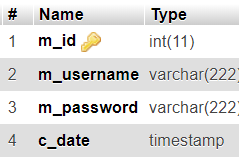 # Name Type
1 m_id int(11)
2 m_username varchar(222)
3 m_password varchar(222)
4 c_date timestamp